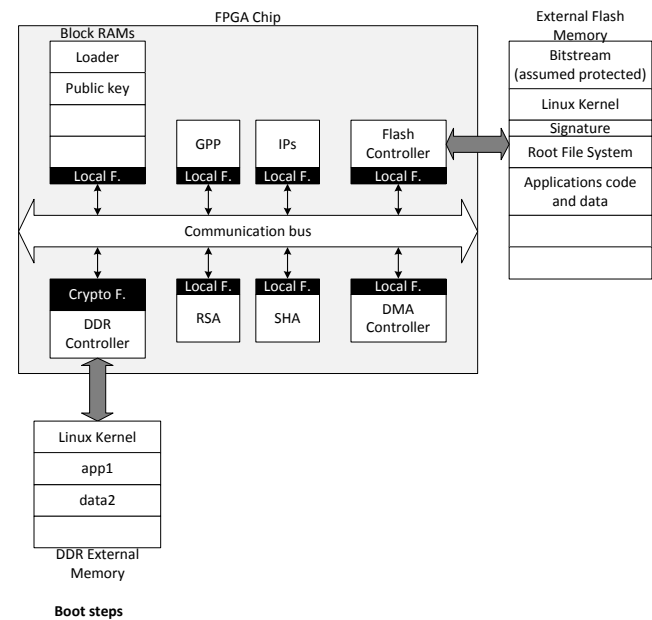 FPGA Chip
External Flash
Memory
Block RAMs
Loader
Public key
Local F.
GPP
Local F.
IPs
Local F.
Flash
Controller
Local F.
Bitstream
(assumed protected)
Linux Kernel
Signature
Root File System
Applications code
and data
Communication bus
Crypto F.
DDR
Controller
Local F.
RSA
Local F.
SHA
Local F.
DMA
Controller
Linux Kernel
app1
data2
DDR External
Memory
Boot steps